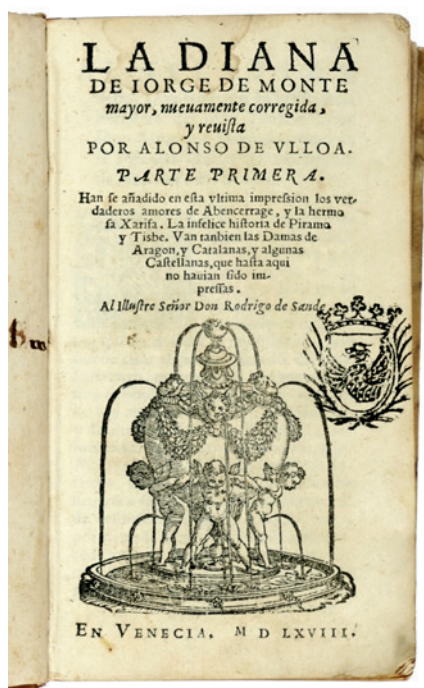 LA DIANA
DE IORGE DE MONTE
mayor, nueuamente corregida,
y reuiſta
POR ALONSO DE VLLOA.
PARTE PRIMERA.
Han ſe añadido en eſta vltima impreſsion los ver-
daderos amores de Abencerrage, y la hermo
ſa Xarifa. La infelice hiſtoria de Piramo
y Tisbe. Van tanbien las Damas de
Aragon, y Catalanas, y algunas
Caſtellanas, que haſta aqui
no hauian ſido im-
preſſas.
Al Illuſtre Señor Don Rodrigo de Sande
EN VENECIA. M D LXVIII.